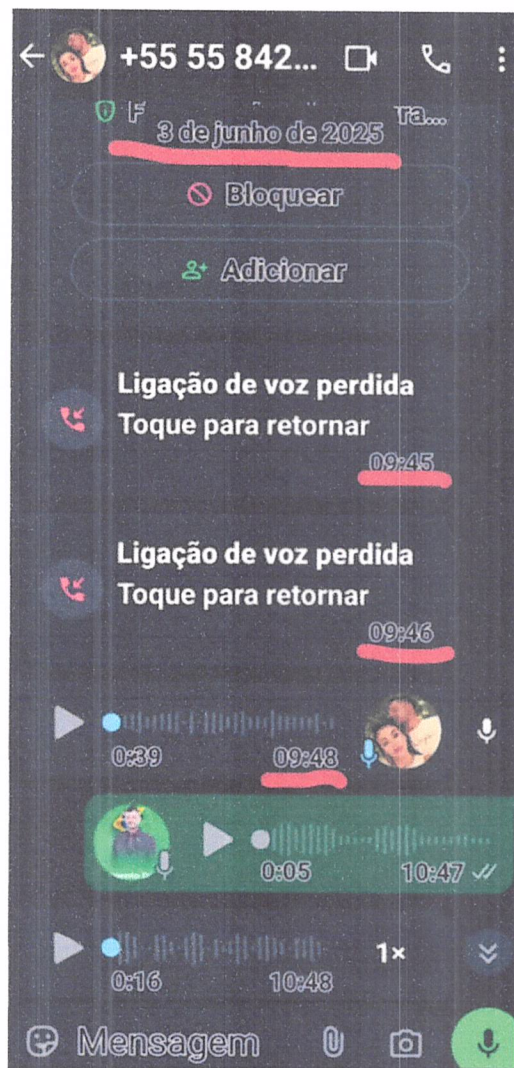 +55 55 842...
3 de junho de 2025
Bloquear
Adicionar
Ligação de voz perdida
Toque para retornar
09:45
Ligação de voz perdida
Toque para retornar
09:46
0:39 09:48
0:05 10:47
1×
0:16 10:48
Mensagem